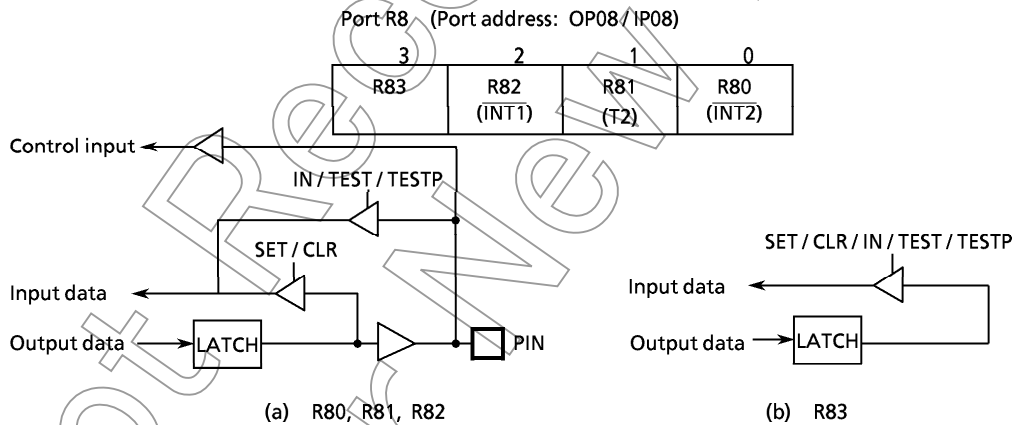 Port R8 (Port address: OP08 / IP08)
3 2 1 0
R83 R82 R81 R80
(INT1) (T2) (INT2)
Control input
IN / TEST / TESTP
SET / CLR
Input data
Output data LATCH PIN
(a) R80, R81, R82
SET / CLR / IN / TEST / TESTP
Input data
Output data LATCH
(b) R83